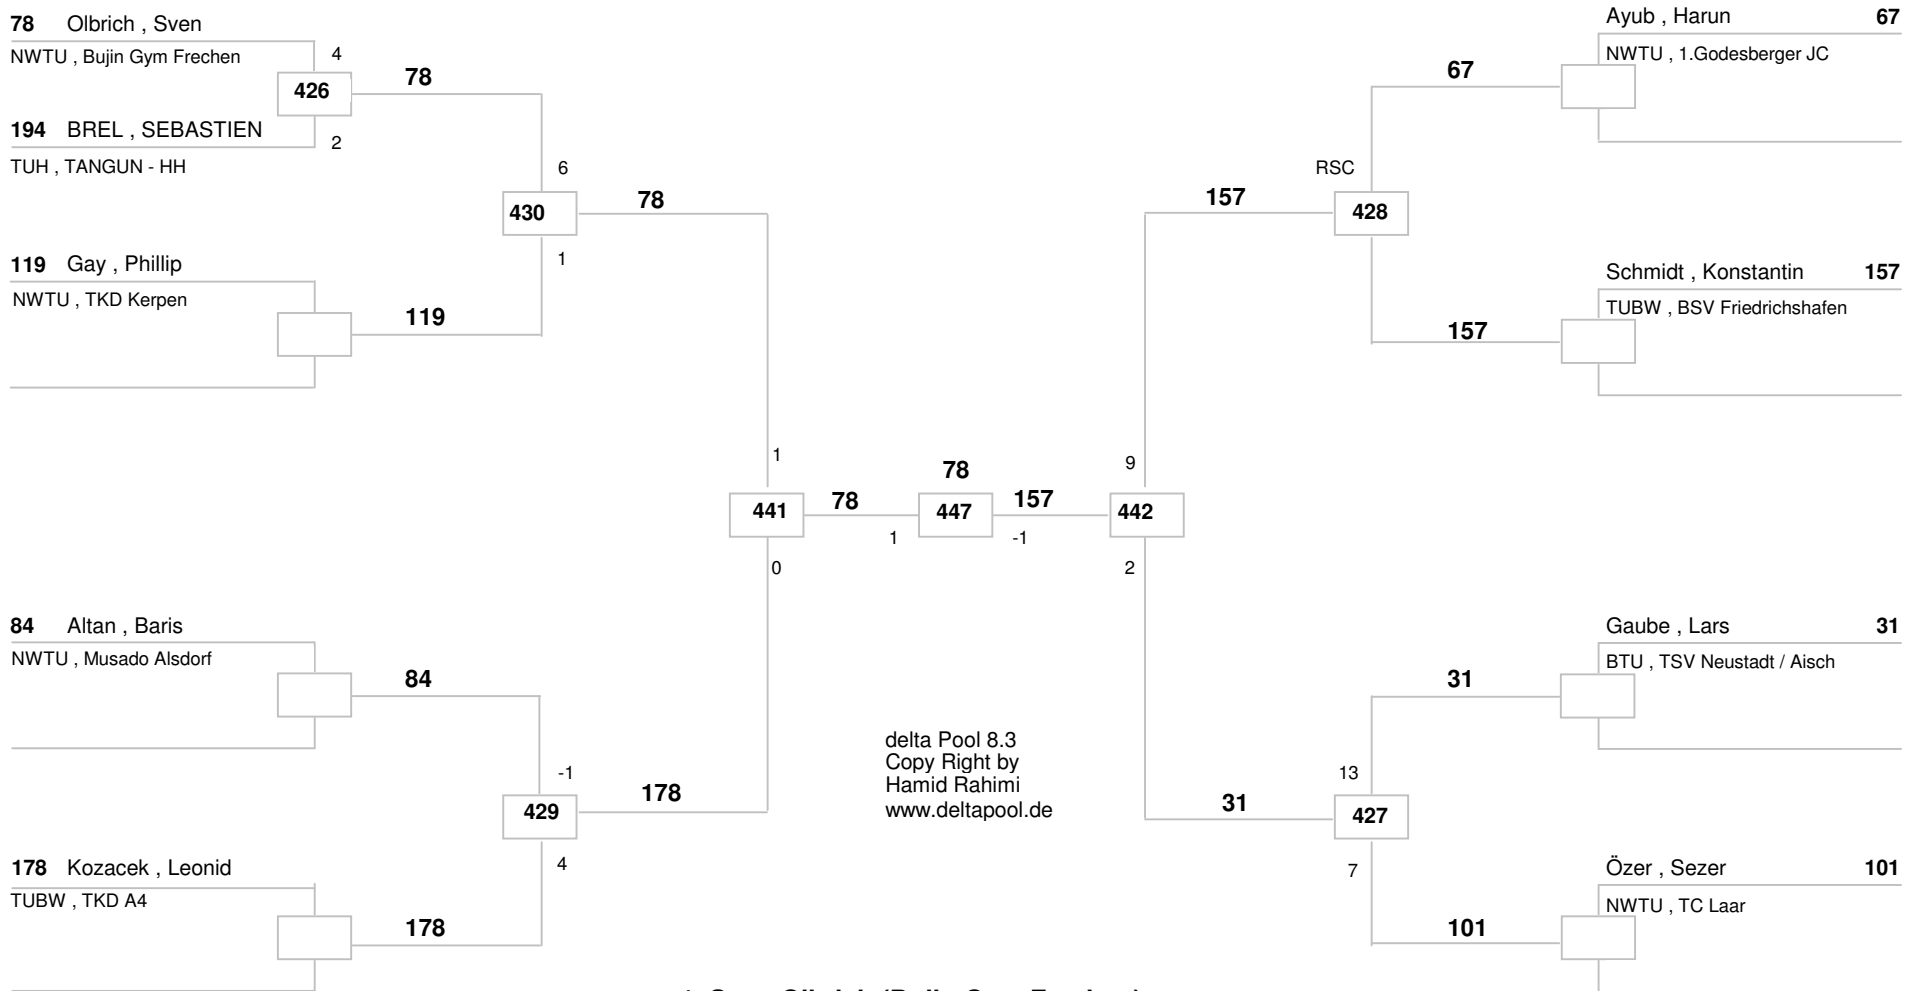 78 Olbrich , Sven
NWTU , Bujin Gym Frechen
4
426
78
194 BREL , SEBASTIEN
2
TUH , TANGUN - HH
6
430
78
1
119 Gay , Phillip
NWTU , TKD Kerpen
119
1
441
78
0
84 Altan , Baris
NWTU , Musado Alsdorf
84
-1
429
178
4
178 Kozacek , Leonid
TUBW , TKD A4
178
78
447
1
-1
157
delta Pool 8.3
Copy Right by
Hamid Rahimi
www.deltapool.de
Ayub , Harun 67
NWTU , 1.Godesberger JC
67
RSC
157
428
Schmidt , Konstantin 157
TUBW , BSV Friedrichshafen
157
9
442
2
Gaube , Lars 31
BTU , TSV Neustadt / Aisch
31
13
31
427
7
Özer , Sezer 101
NWTU , TC Laar
101